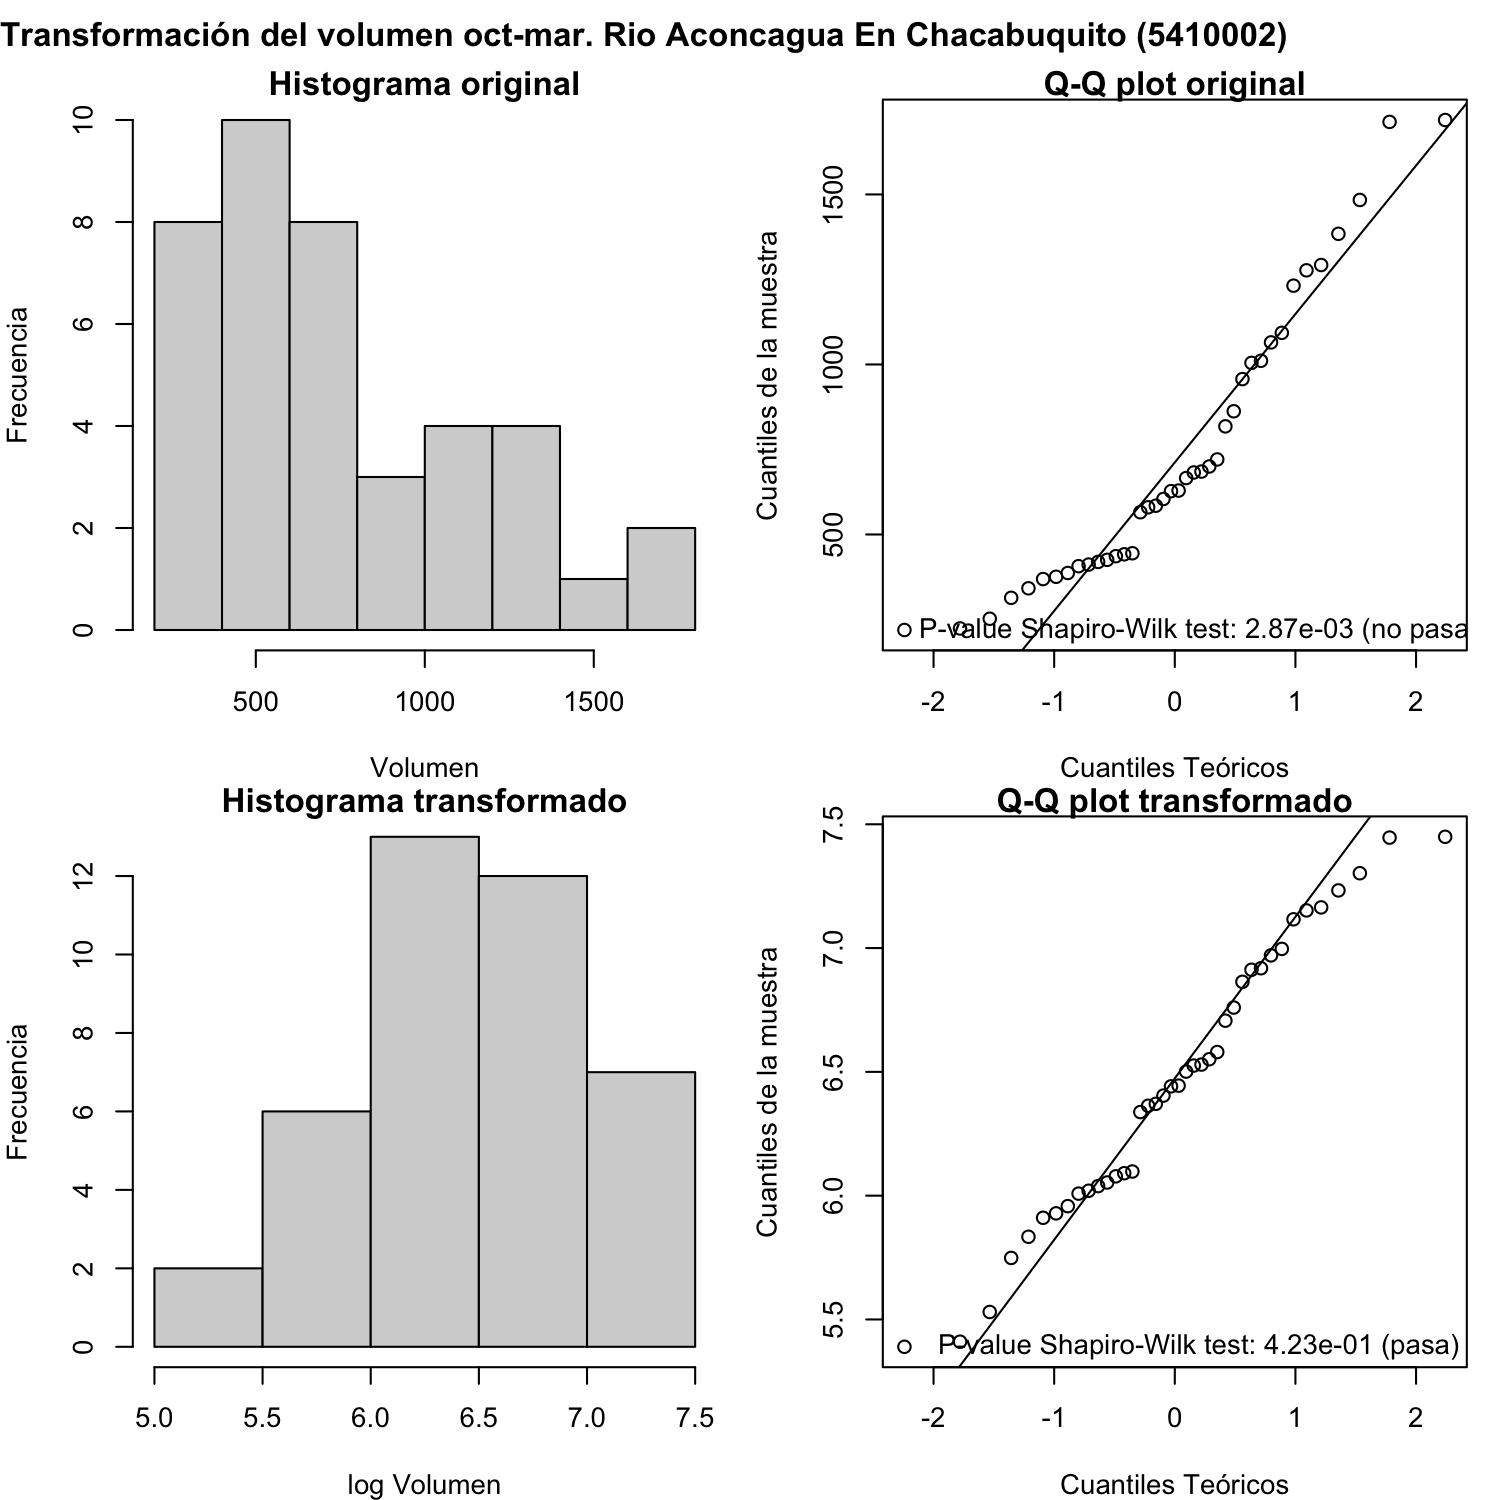 Transformación del volumen oct-mar. Rio Aconcagua En Chacabuquito (5410002)
Histograma original
Frecuencia
0 2 4 6 8 10
500 1000 1500
Volumen
Q-Q plot original
Cuantiles de la muestra
500 1000 1500
P-value Shapiro-Wilk test: 2.87e-03 (no pasa
-2 -1 0 1 2
Cuantiles Teóricos
Histograma transformado
Frecuencia
0 2 4 6 8 10 12
5.0 5.5 6.0 6.5 7.0 7.5
log Volumen
Q-Q plot transformado
Cuantiles de la muestra
5.5 6.0 6.5 7.0 7.5
P-value Shapiro-Wilk test: 4.23e-01 (pasa)
-2 -1 0 1 2
Cuantiles Teóricos